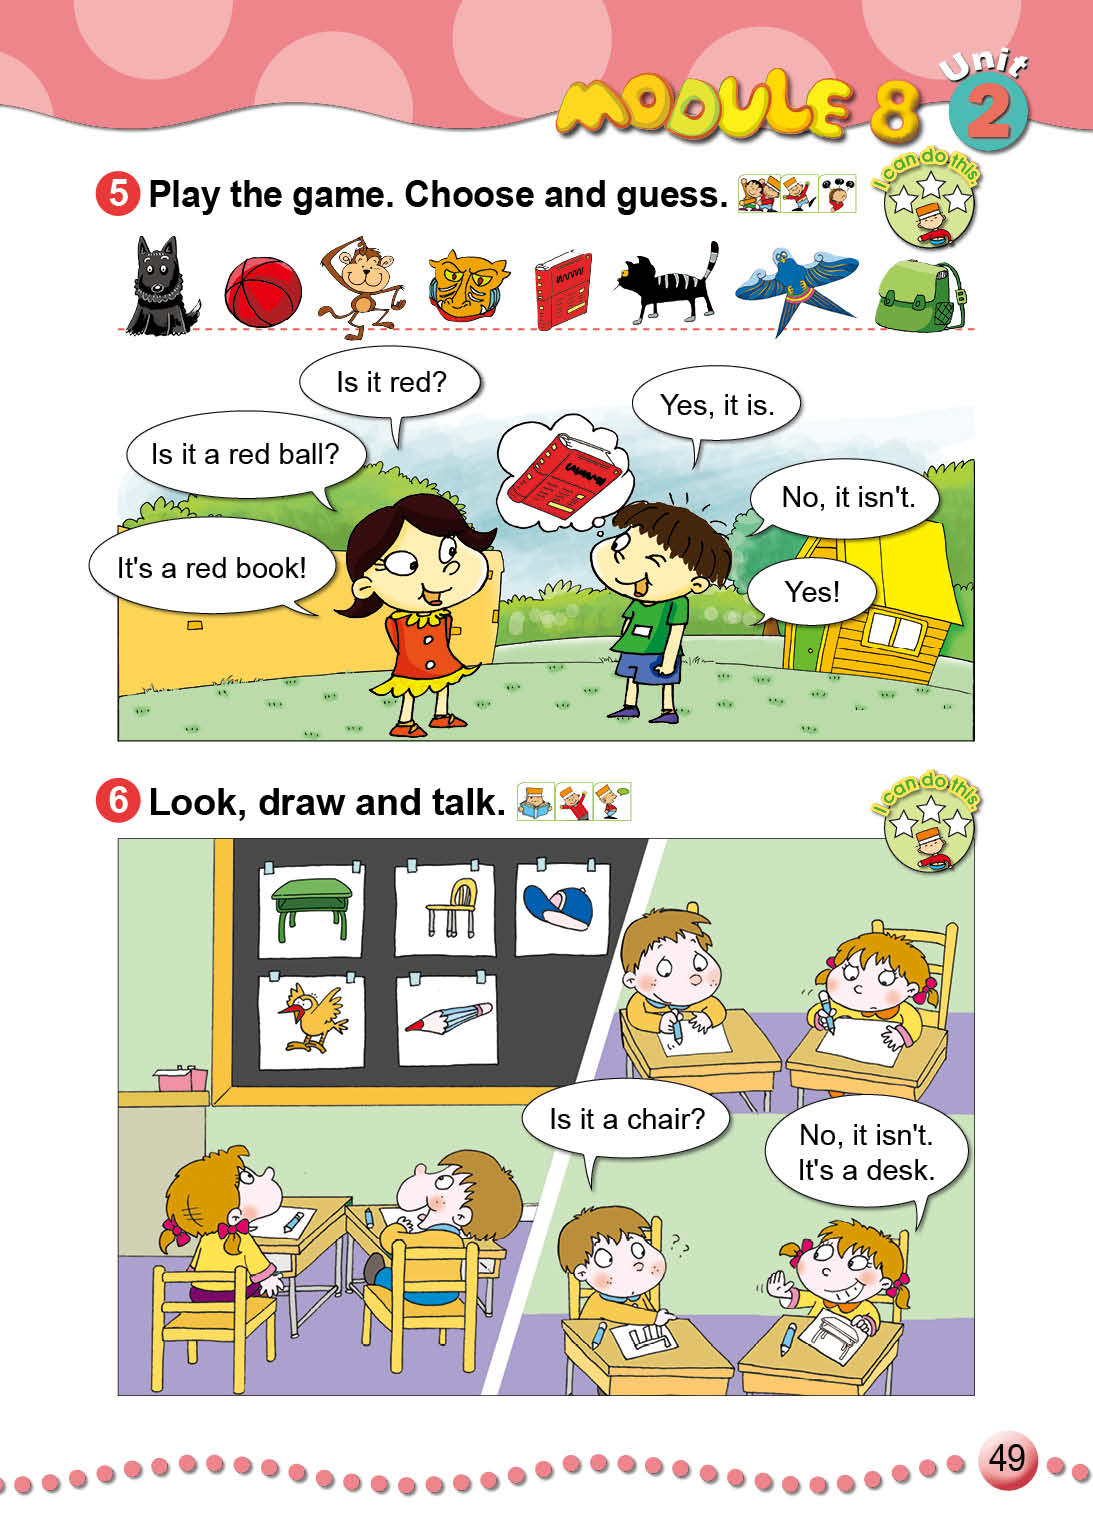 MODULE 8
Unit
2
5 Play the game. Choose and guess.
I can do this.
Is it red?
Yes, it is.
Is it a red ball?
No, it isn't.
It's a red book!
Yes!
6 Look, draw and talk.
I can do this.
Is it a chair?
No, it isn't.
It's a desk.
??
49